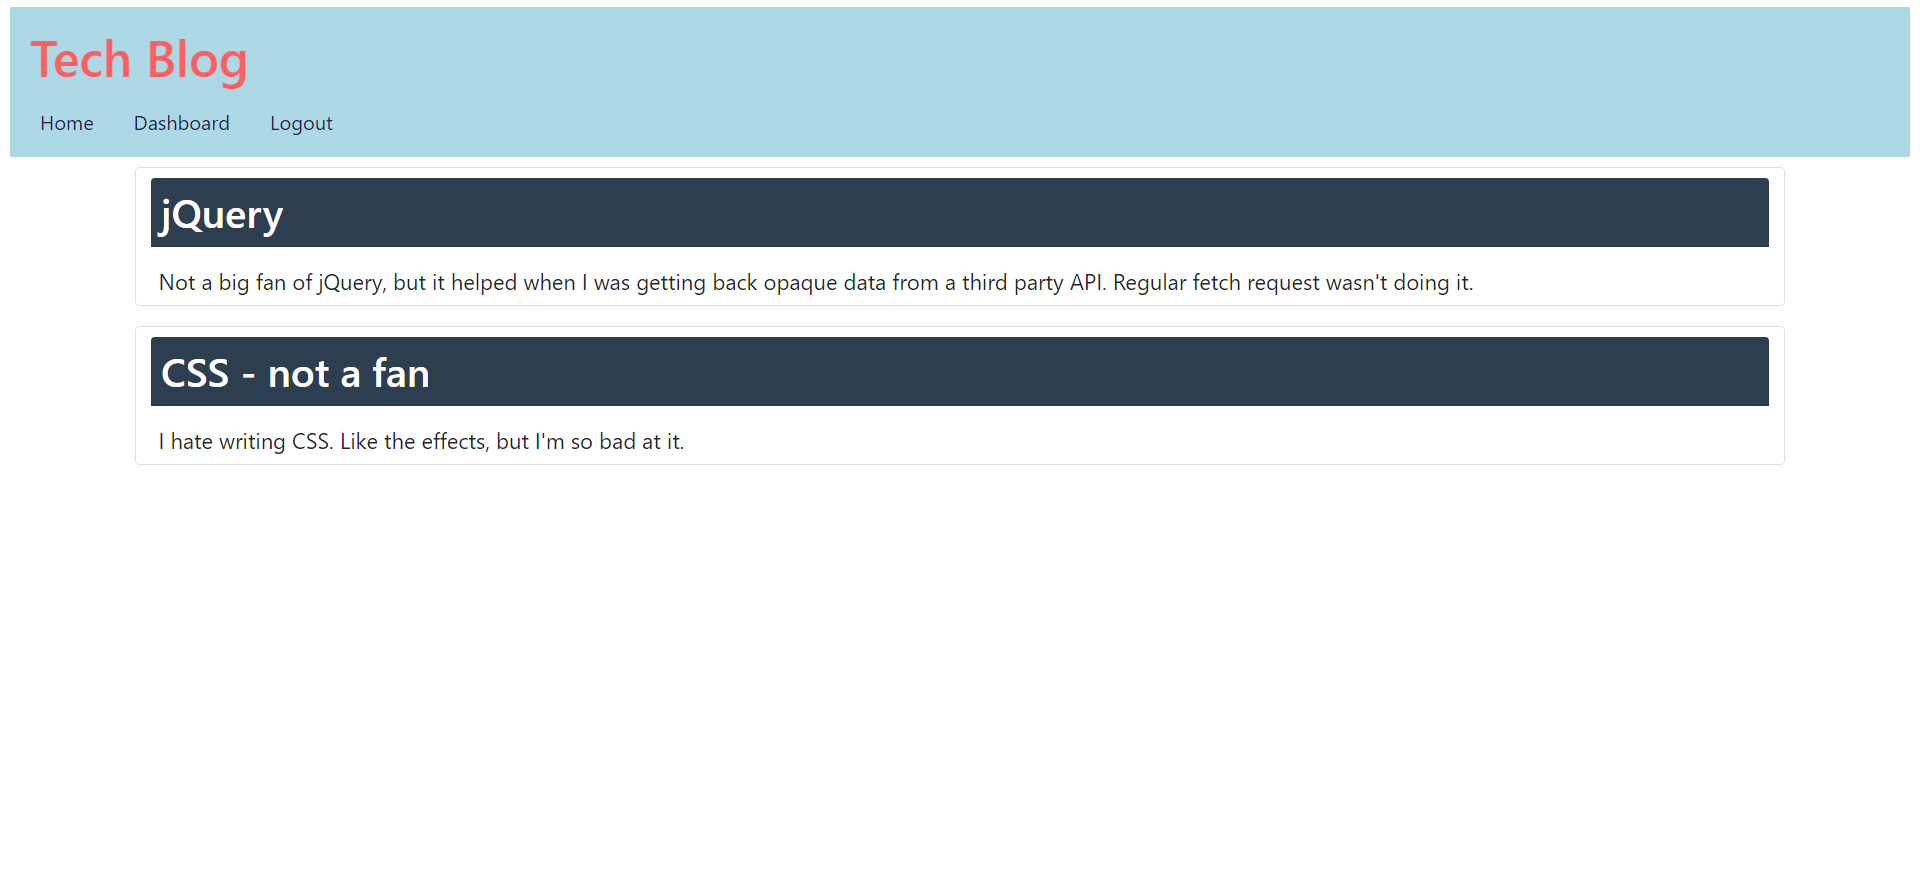 Tech Blog
Home Dashboard Logout
jQuery
Not a big fan of jQuery, but it helped when I was getting back opaque data from a third party API. Regular fetch request wasn't doing it.
CSS - not a fan
I hate writing CSS. Like the effects, but I'm so bad at it.